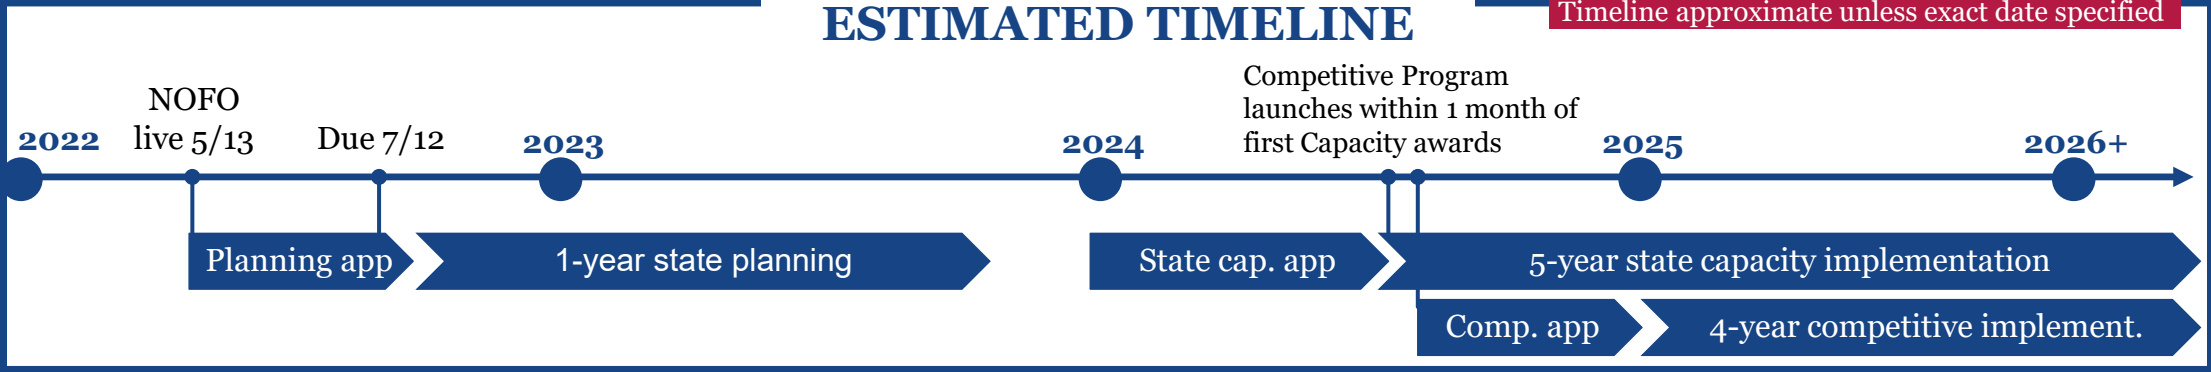 ESTIMATED TIMELINE
Timeline approximate unless exact date specified
Competitive Program
launches within 1 month of
first Capacity awards
NOFO
live 5/13
Due 7/12
2022
2023
2024
2025
2026+
Planning app
1-year state planning
State cap. app
5-year state capacity implementation
Comp. app
4-year competitive implement.